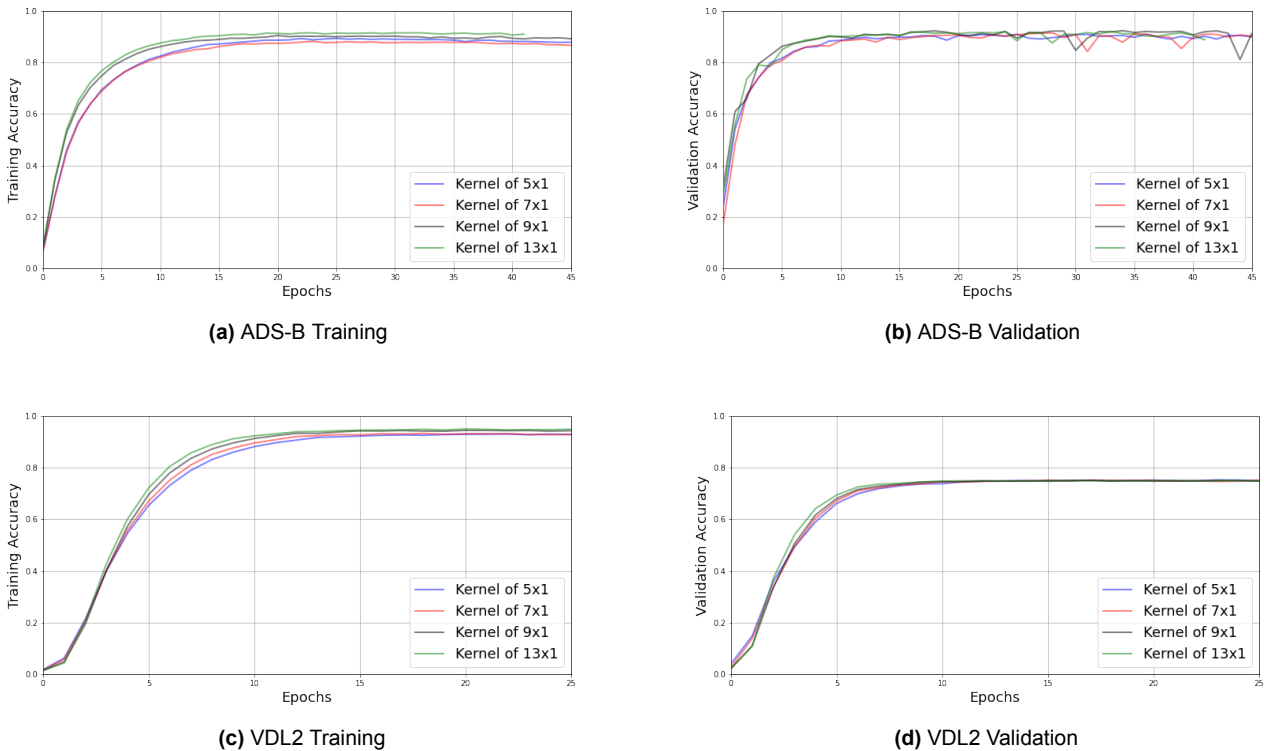 1.0
0.8
0.6
0.4
0.2
0.0
Training Accuracy
Kernel of 5x1
Kernel of 7x1
Kernel of 9x1
Kernel of 13x1
0 5 10 15 20 25 30 35 40 45
Epochs
(a) ADS-B Training
1.0
0.8
0.6
0.4
0.2
0.0
Validation Accuracy
Kernel of 5x1
Kernel of 7x1
Kernel of 9x1
Kernel of 13x1
0 5 10 15 20 25 30 35 40 45
Epochs
(b) ADS-B Validation
1.0
0.8
0.6
0.4
0.2
0.0
Training Accuracy
Kernel of 5x1
Kernel of 7x1
Kernel of 9x1
Kernel of 13x1
0 5 10 15 20 25
Epochs
(c) VDL2 Training
1.0
0.8
0.6
0.4
0.2
0.0
Validation Accuracy
Kernel of 5x1
Kernel of 7x1
Kernel of 9x1
Kernel of 13x1
0 5 10 15 20 25
Epochs
(d) VDL2 Validation